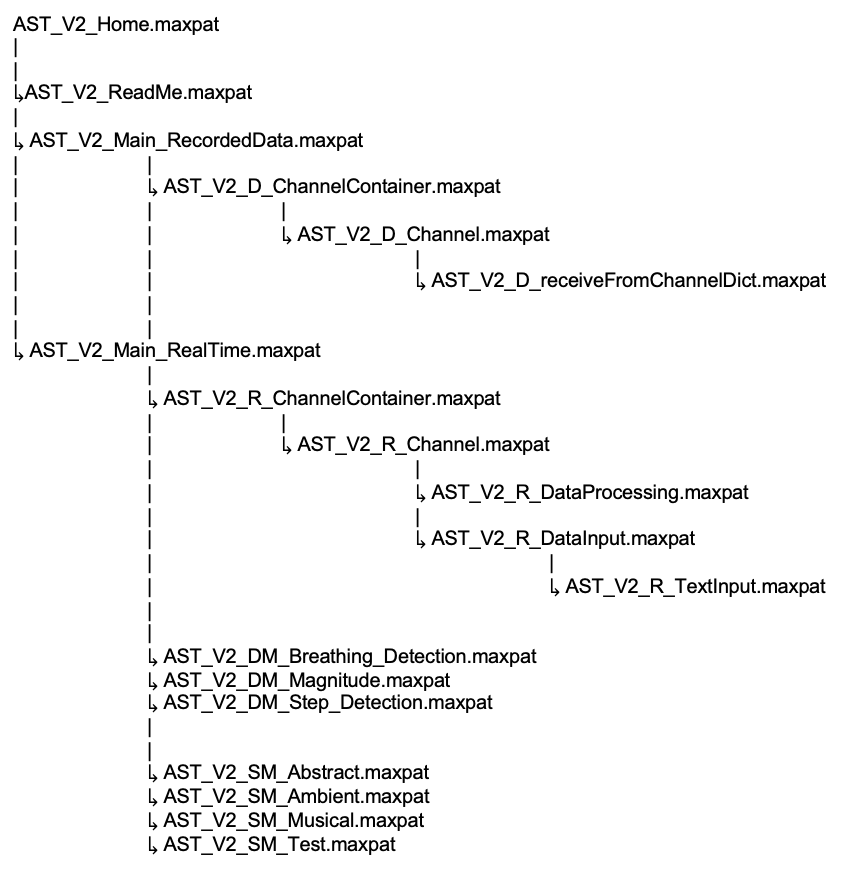 AST_V2_Home.maxpat
AST_V2_ReadMe.maxpat
AST_V2_Main_RecordedData.maxpat
AST_V2_D_ChannelContainer.maxpat
AST_V2_D_Channel.maxpat
AST_V2_D_receiveFromChannelDict.maxpat
AST_V2_Main_RealTime.maxpat
AST_V2_R_ChannelContainer.maxpat
AST_V2_R_Channel.maxpat
AST_V2_R_DataProcessing.maxpat
AST_V2_R_DataInput.maxpat
AST_V2_R_TextInput.maxpat
AST_V2_DM_Breathing_Detection.maxpat
AST_V2_DM_Magnitude.maxpat
AST_V2_DM_Step_Detection.maxpat
AST_V2_SM_Abstract.maxpat
AST_V2_SM_Ambient.maxpat
AST_V2_SM_Musical.maxpat
AST_V2_SM_Test.maxpat